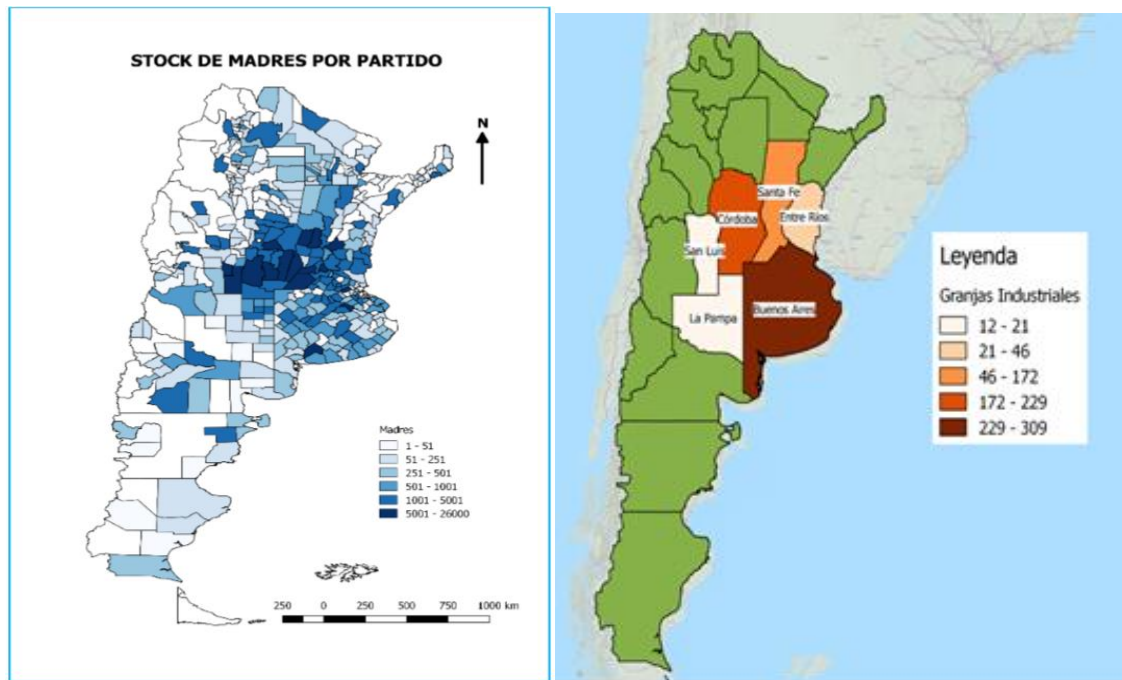 STOCK DE MADRES POR PARTIDO
N
Madres
1 - 51
51 - 251
251 - 501
501 - 1001
1001 - 5001
5001 - 26000
250 0 250 500 750 1000 km
Santa Fe
Córdoba
Entre Ríos
San Luis
La Pampa
Buenos Aires
Leyenda
Granjas Industriales
12 - 21
21 - 46
46 - 172
172 - 229
229 - 309